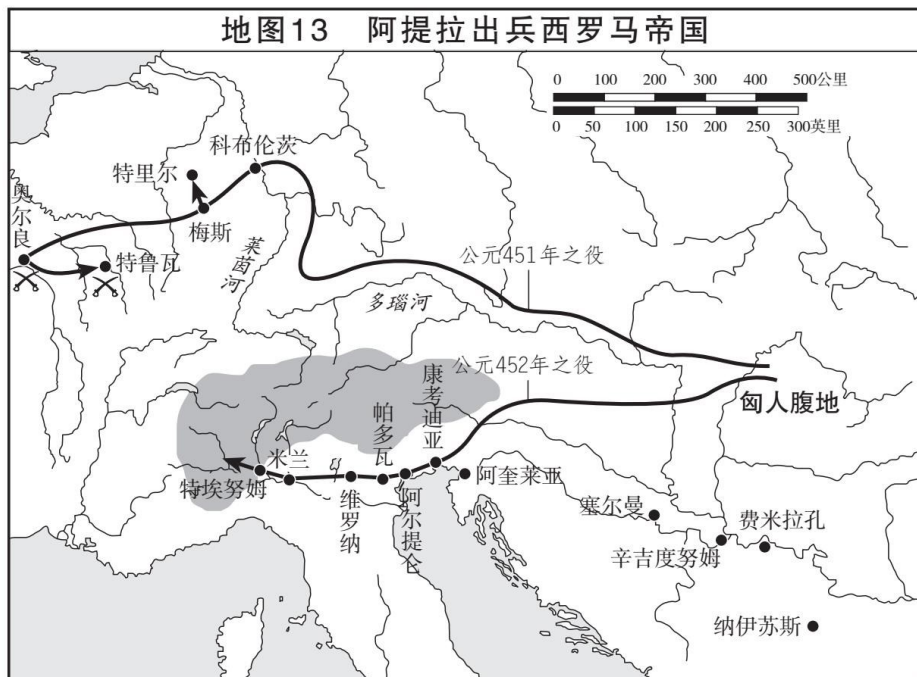 地图13 阿提拉出兵西罗马帝国
0 100 200 300 400 500公里
0 50 100 150 200 250 300英里
科布伦茨
特里尔
梅斯
奥尔良
特鲁瓦
莱茵河
多瑙河
公元451年之役
公元452年之役
匈人腹地
康考迪亚
帕多瓦
米兰
特埃努姆
维罗纳
阿尔提仑
阿奎莱亚
塞尔曼
辛吉度努姆
费米拉孔
纳伊苏斯